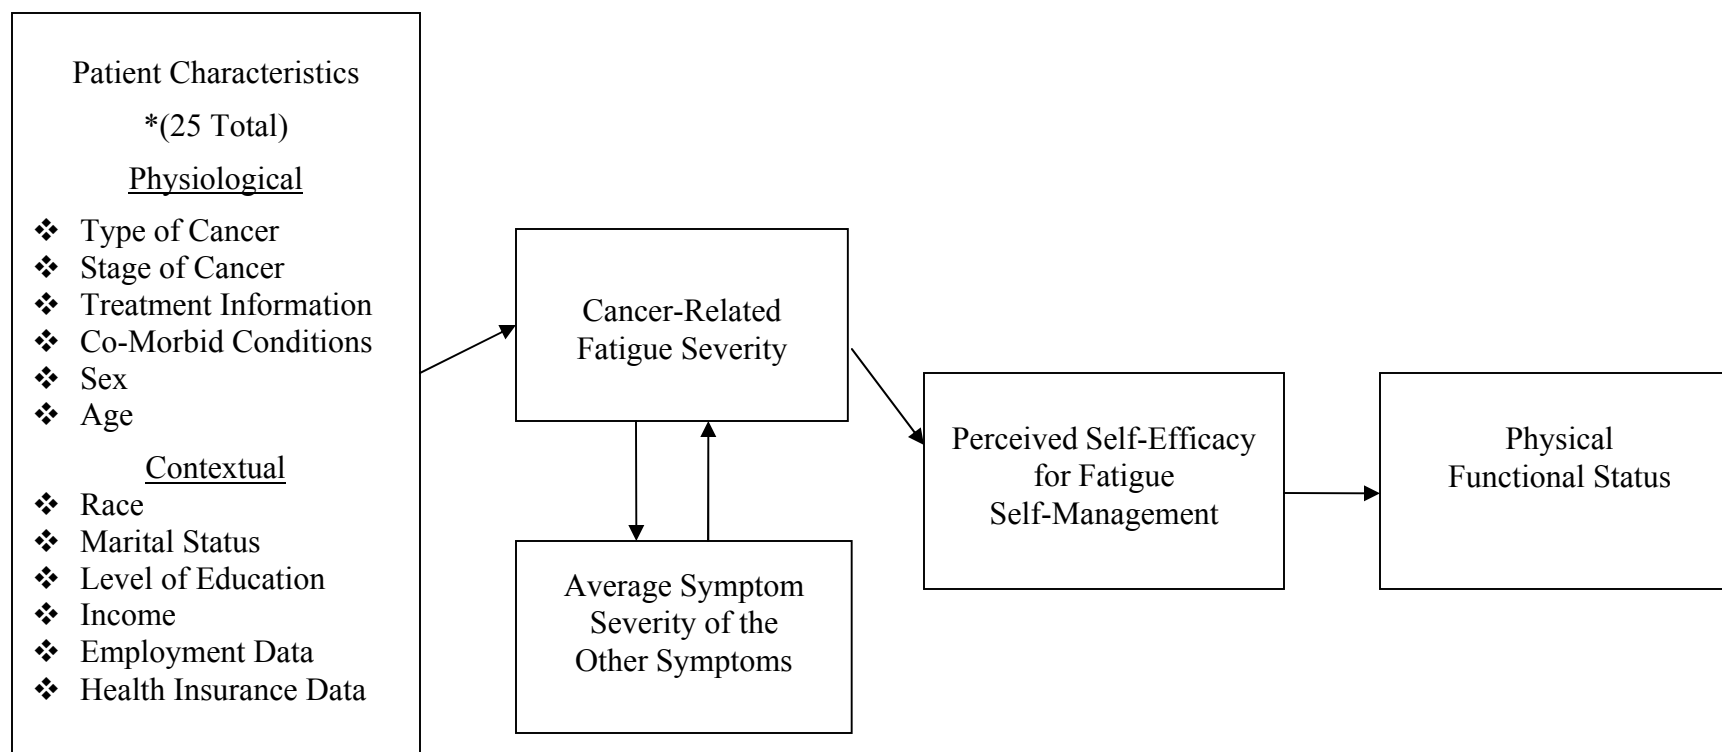 Patient Characteristics
*(25 Total)
Physiological
❖ Type of Cancer
❖ Stage of Cancer
❖ Treatment Information
❖ Co-Morbid Conditions
❖ Sex
❖ Age
Contextual
❖ Race
❖ Marital Status
❖ Level of Education
❖ Income
❖ Employment Data
❖ Health Insurance Data
Cancer-Related
Fatigue Severity
Average Symptom
Severity of the
Other Symptoms
Perceived Self-Efficacy
for Fatigue
Self-Management
Physical
Functional Status